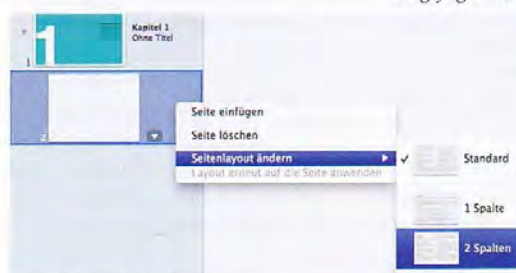 1
Kapitel 1
Ohne Titel
1
2
Seite einfügen
Seite löschen
Seitenlayout ändern
Layout erneut auf die Seite anwenden
Standard
1 Spalte
2 Spalten